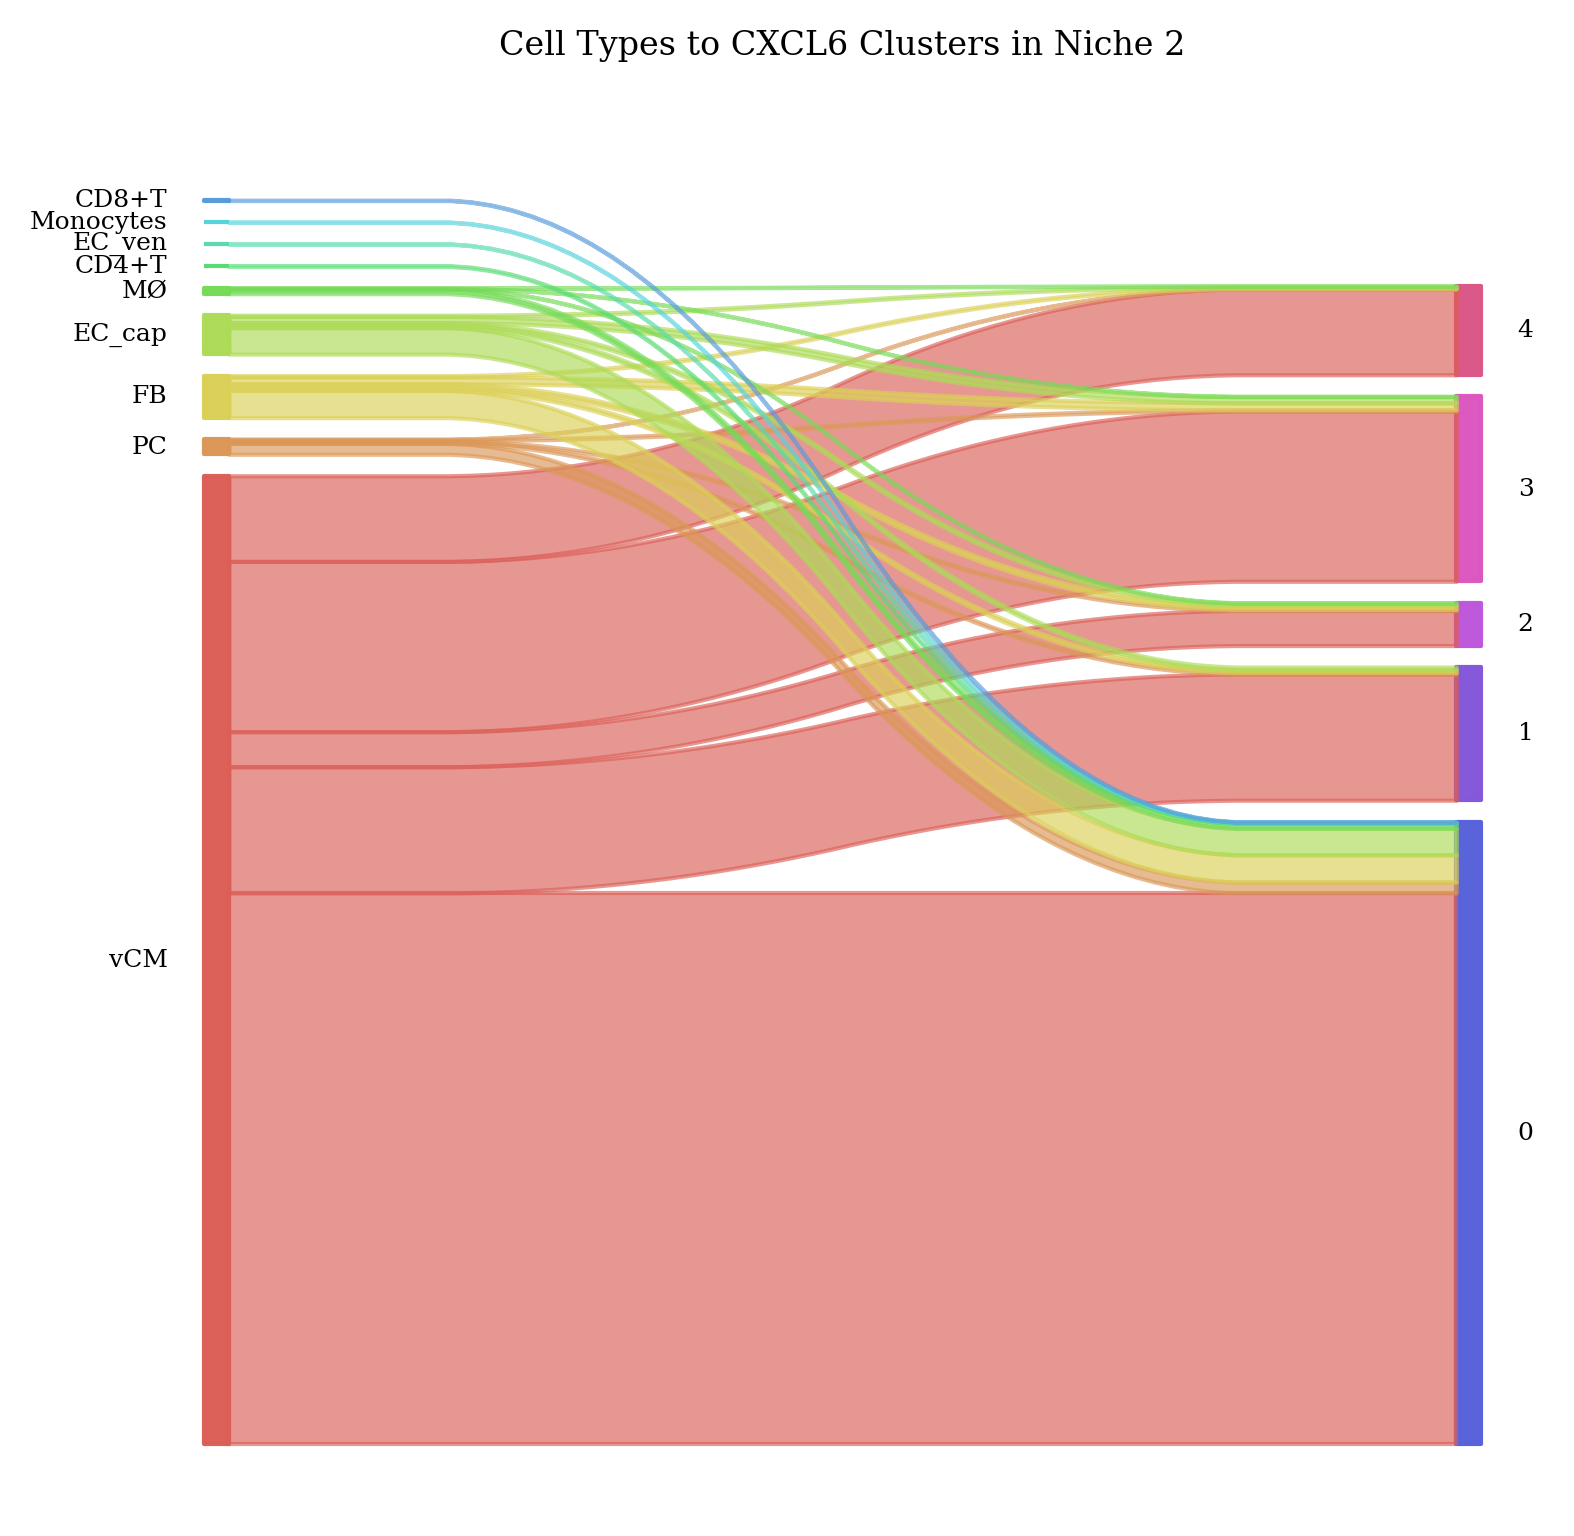 Cell Types to CXCL6 Clusters in Niche 2
CD8+T
Monocytes
EC_ven
CD4+T
MØ
EC_cap
FB
PC
vCM
4
3
2
1
0